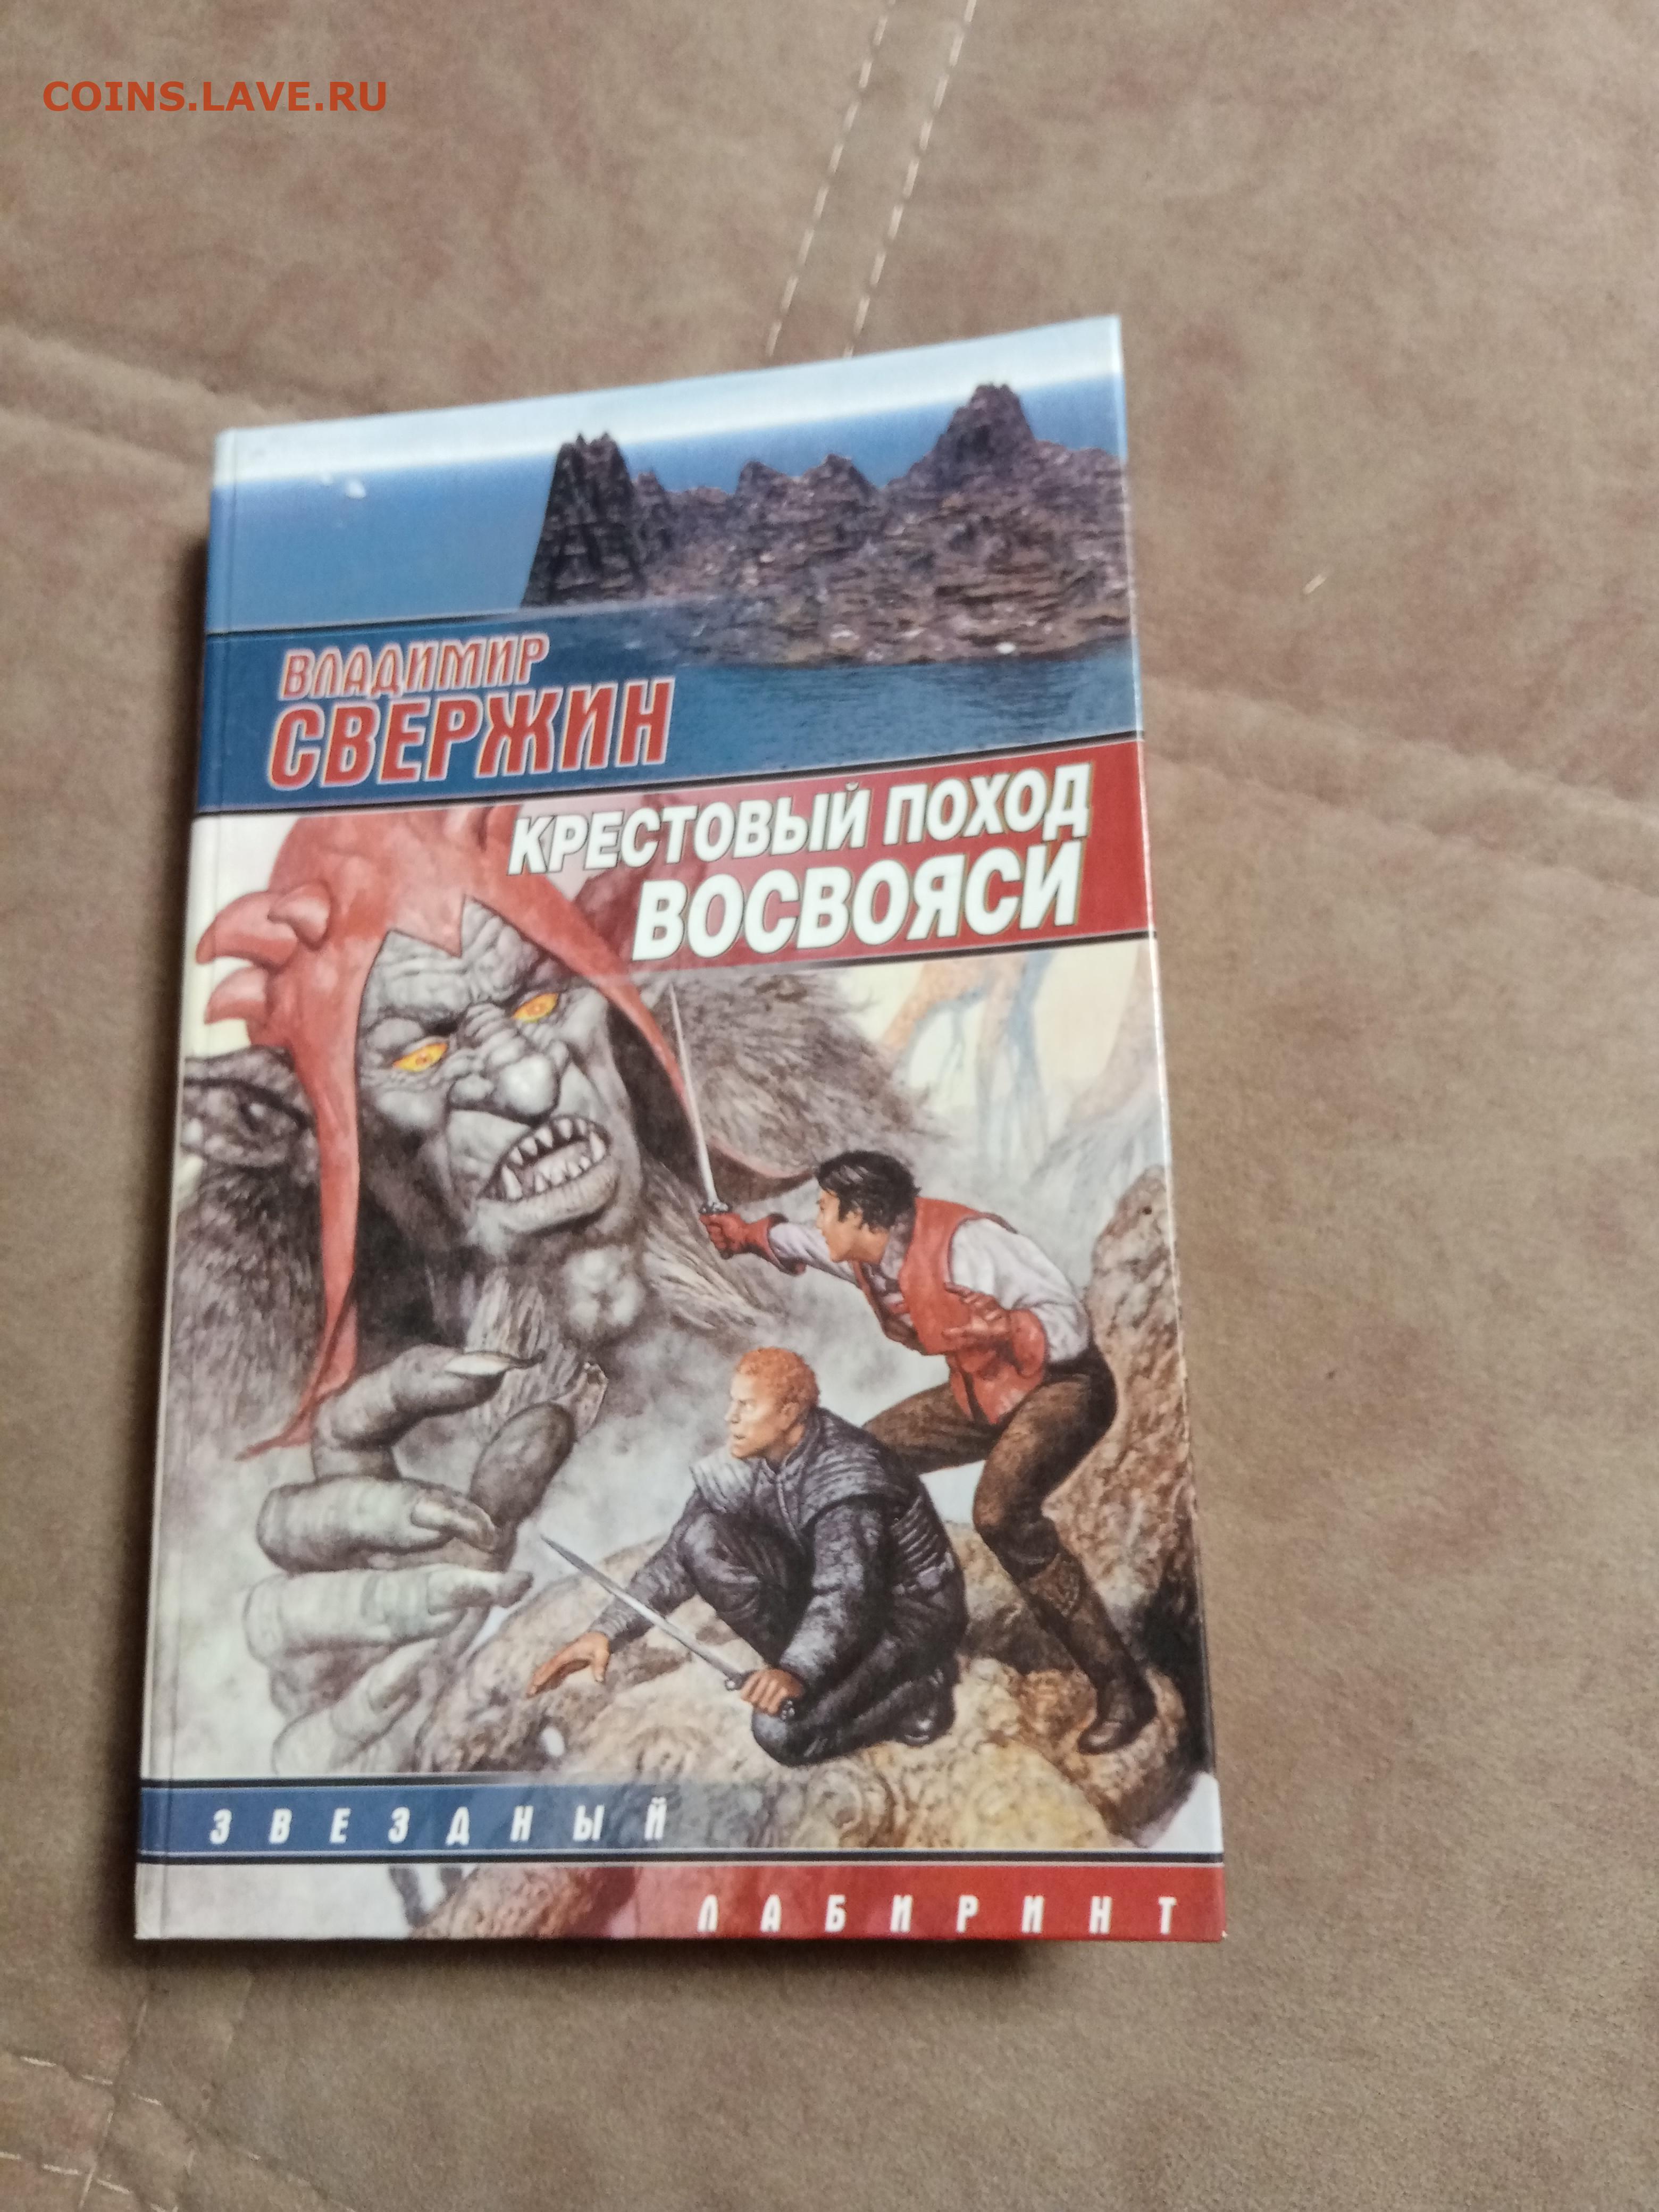 COINS.LAVE.RU
ВЛАДИМИР
СВЕРЖИН
КРЕСТОВЫЙ ПОХОД
ВОСВОЯСИ
ЗВЕЗДНЫЙ
ЛАБИРИНТ